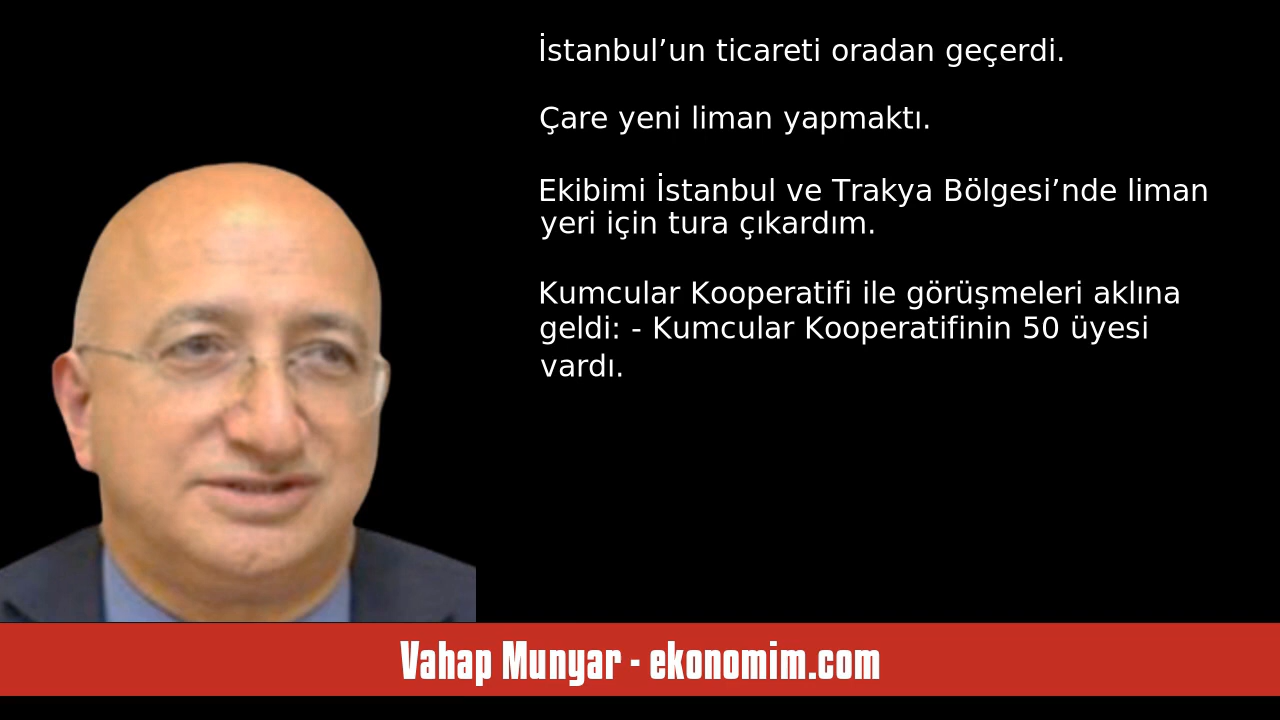 İstanbul’un ticareti oradan geçerdi.
Çare yeni liman yapmaktı.
Ekibimi İstanbul ve Trakya Bölgesi’nde liman
yeri için tura çıkardım.
Kumcular Kooperatifi ile görüşmeleri aklına
geldi: - Kumcular Kooperatifinin 50 üyesi
vardı.
Vahap Munyar - ekonomim.com